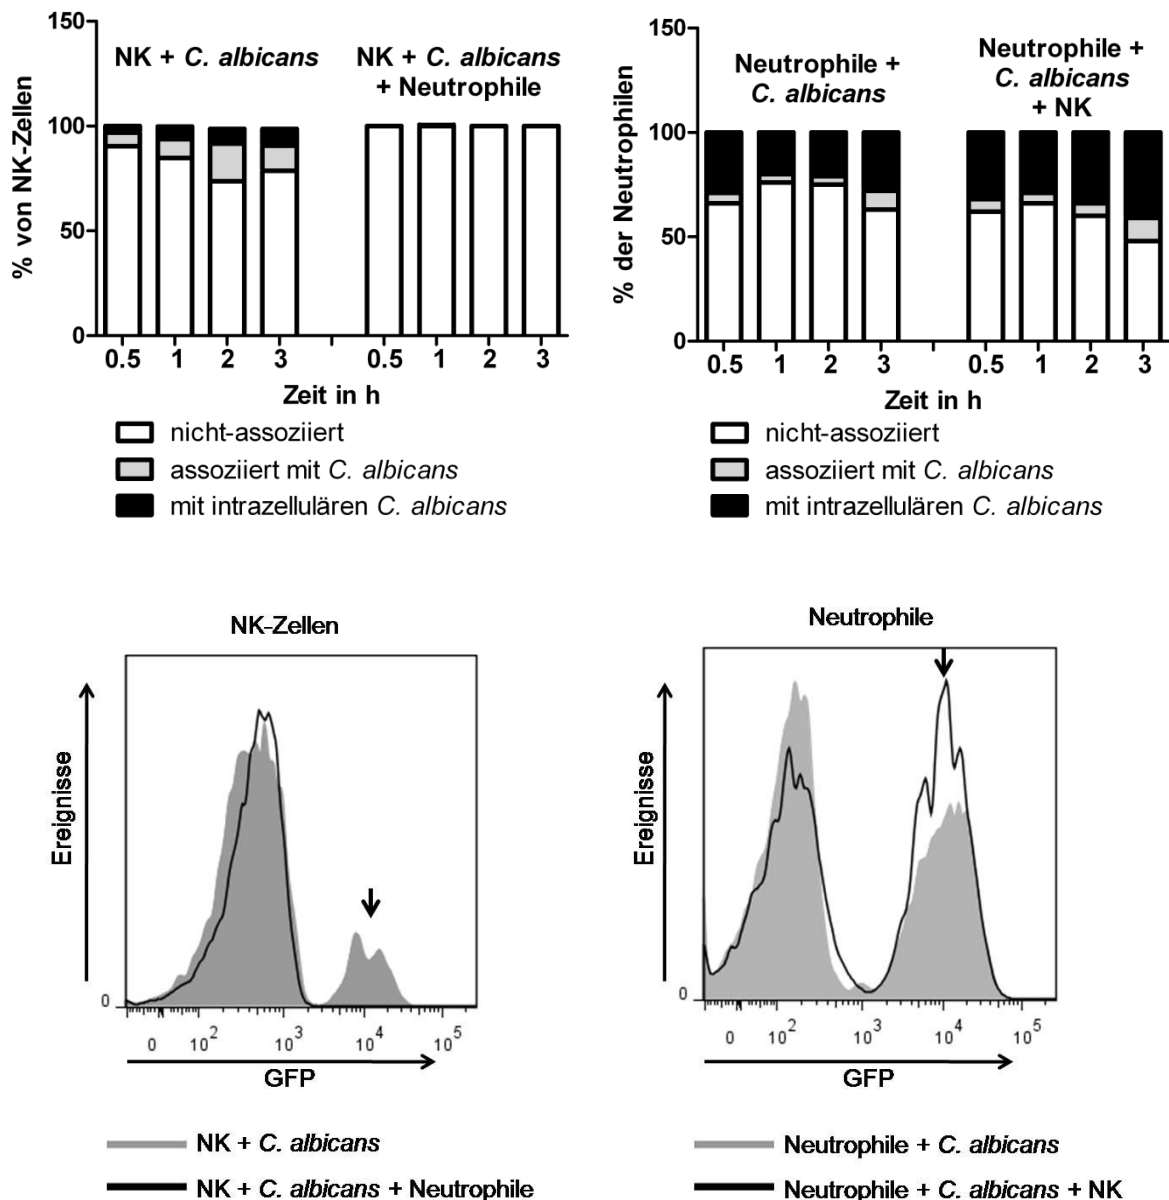 150
100
50
0
% von NK-Zellen
NK + C. albicans
NK + C. albicans
+ Neutrophile
0.5 1 2 3 0.5 1 2 3
Zeit in h
nicht-assoziiert
assoziiert mit C. albicans
mit intrazellulären C. albicans
150
100
50
0
% der Neutrophilen
Neutrophile +
C. albicans
Neutrophile +
C. albicans
+ NK
0.5 1 2 3 0.5 1 2 3
Zeit in h
nicht-assoziiert
assoziiert mit C. albicans
mit intrazellulären C. albicans
NK-Zellen
Ereignisse
0
0 10² 10³ 10⁴ 10⁵
GFP
NK + C. albicans
NK + C. albicans + Neutrophile
Neutrophile
Ereignisse
0
0 10² 10³ 10⁴ 10⁵
GFP
Neutrophile + C. albicans
Neutrophile + C. albicans + NK